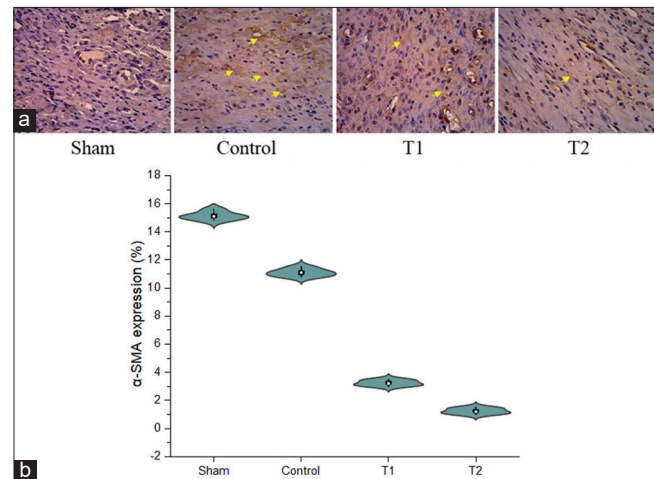 a
Sham Control T1 T2
α-SMA expression (%)
18
16
14
12
10
8
6
4
2
0
-2
Sham Control T1 T2
b